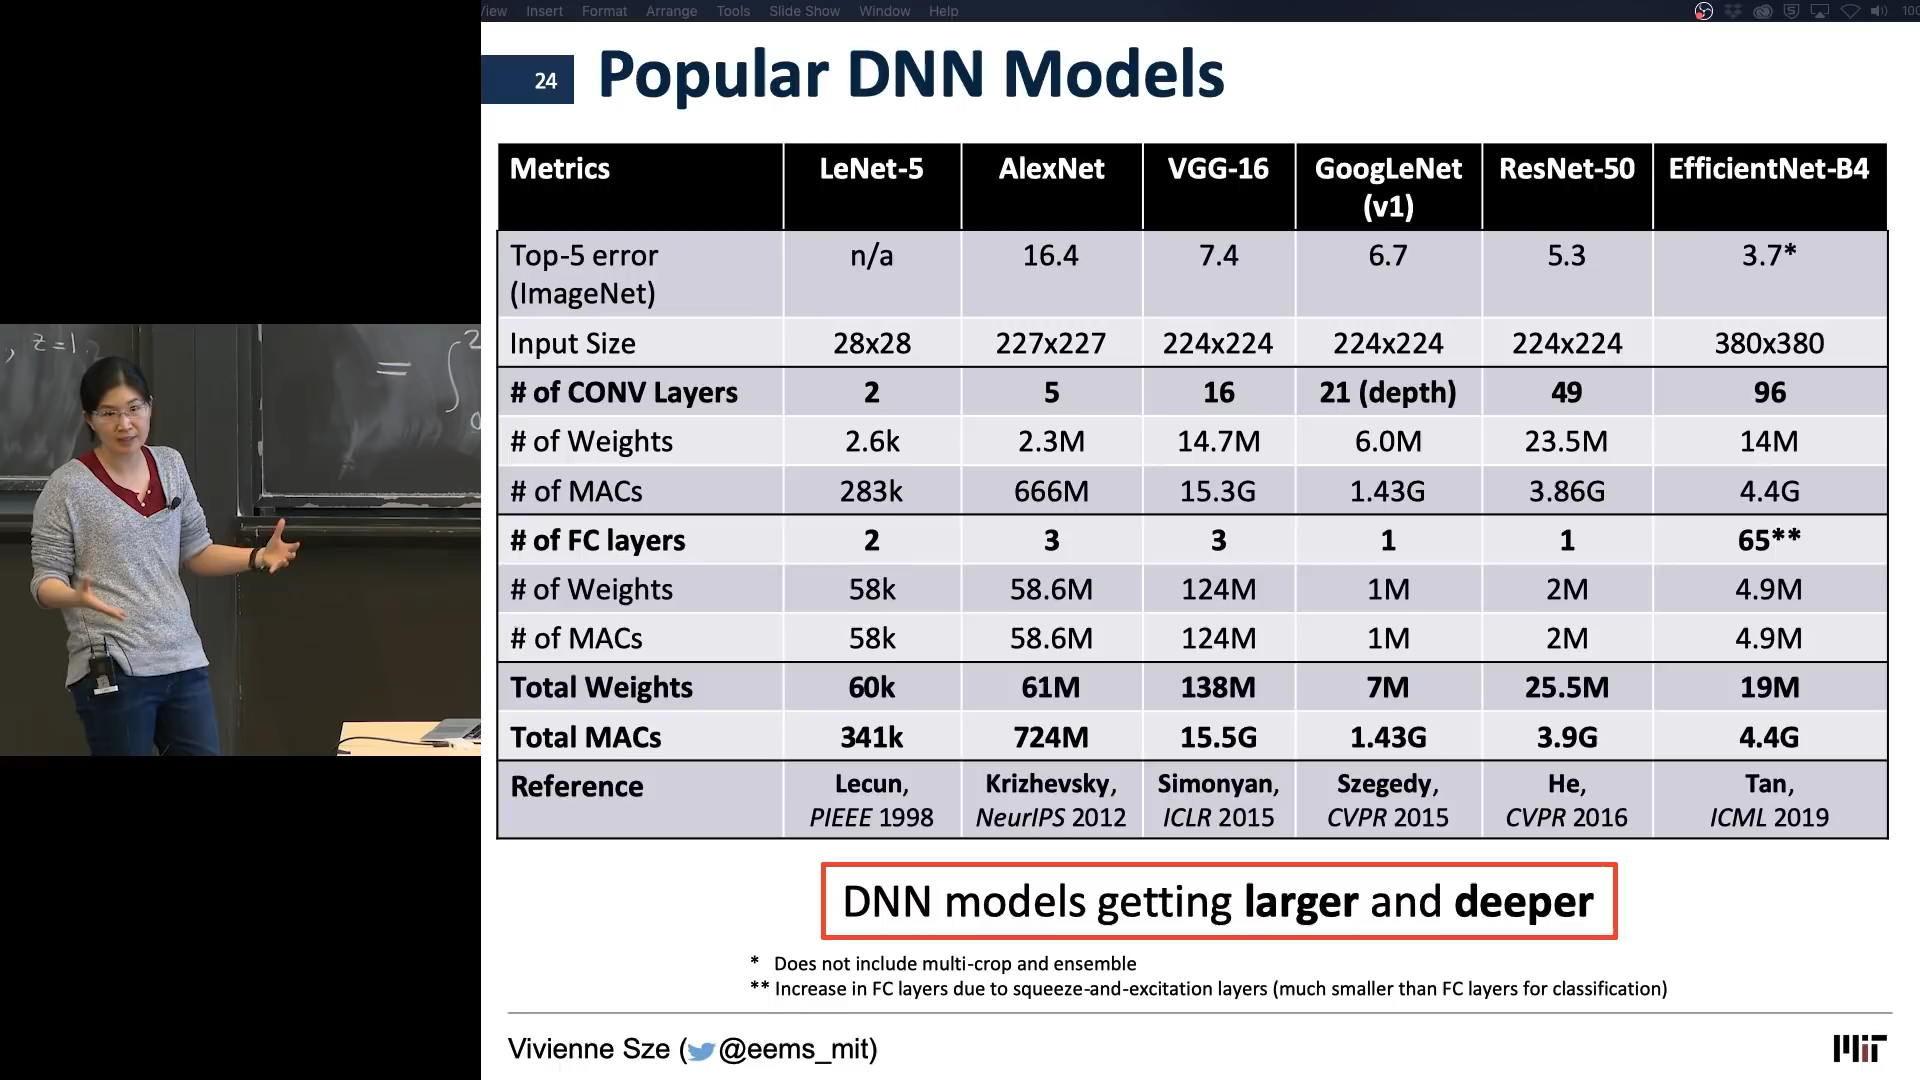 View Insert Format Arrange Tools Slide Show Window Help
24 Popular DNN Models
Metrics LeNet-5 AlexNet VGG-16 GoogLeNet (v1) ResNet-50 EfficientNet-B4
Top-5 error (ImageNet) n/a 16.4 7.4 6.7 5.3 3.7*
Input Size 28x28 227x227 224x224 224x224 224x224 380x380
# of CONV Layers 2 5 16 21 (depth) 49 96
# of Weights 2.6k 2.3M 14.7M 6.0M 23.5M 14M
# of MACs 283k 666M 15.3G 1.43G 3.86G 4.4G
# of FC layers 2 3 3 1 1 65**
# of Weights 58k 58.6M 124M 1M 2M 4.9M
# of MACs 58k 58.6M 124M 1M 2M 4.9M
Total Weights 60k 61M 138M 7M 25.5M 19M
Total MACs 341k 724M 15.5G 1.43G 3.9G 4.4G
Reference Lecun, PIEEE 1998 Krizhevsky, NeurIPS 2012 Simonyan, ICLR 2015 Szegedy, CVPR 2015 He, CVPR 2016 Tan, ICML 2019
DNN models getting larger and deeper
* Does not include multi-crop and ensemble
** Increase in FC layers due to squeeze-and-excitation layers (much smaller than FC layers for classification)
Vivienne Sze (@eems_mit)
MIT
, z=1
= ∫